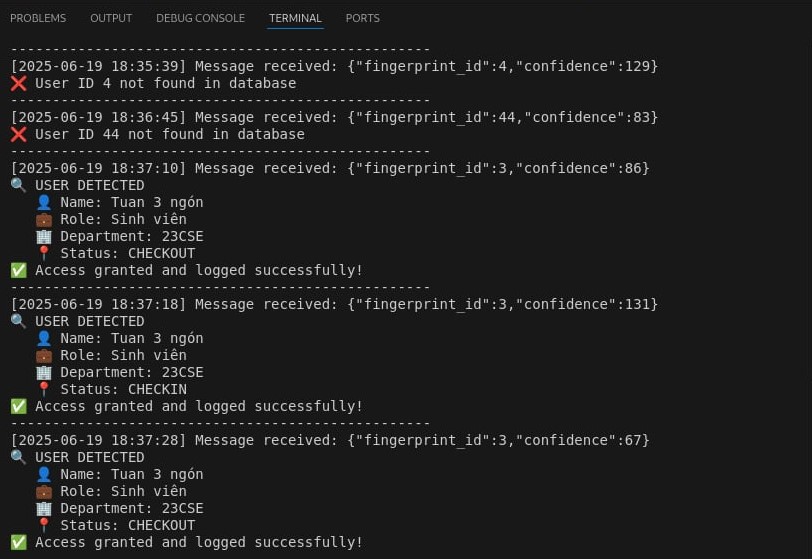 PROBLEMS OUTPUT DEBUG CONSOLE TERMINAL PORTS
--------------------------------------------------
[2025-06-19 18:35:39] Message received: {"fingerprint_id":4,"confidence":129}
❌ User ID 4 not found in database
--------------------------------------------------
[2025-06-19 18:36:45] Message received: {"fingerprint_id":44,"confidence":83}
❌ User ID 44 not found in database
--------------------------------------------------
[2025-06-19 18:37:10] Message received: {"fingerprint_id":3,"confidence":86}
🔍 USER DETECTED
👤 Name: Tuan 3 ngón
💼 Role: Sinh viên
🏢 Department: 23CSE
📍 Status: CHECKOUT
✅ Access granted and logged successfully!
--------------------------------------------------
[2025-06-19 18:37:18] Message received: {"fingerprint_id":3,"confidence":131}
🔍 USER DETECTED
👤 Name: Tuan 3 ngón
💼 Role: Sinh viên
🏢 Department: 23CSE
📍 Status: CHECKIN
✅ Access granted and logged successfully!
--------------------------------------------------
[2025-06-19 18:37:28] Message received: {"fingerprint_id":3,"confidence":67}
🔍 USER DETECTED
👤 Name: Tuan 3 ngón
💼 Role: Sinh viên
🏢 Department: 23CSE
📍 Status: CHECKOUT
✅ Access granted and logged successfully!